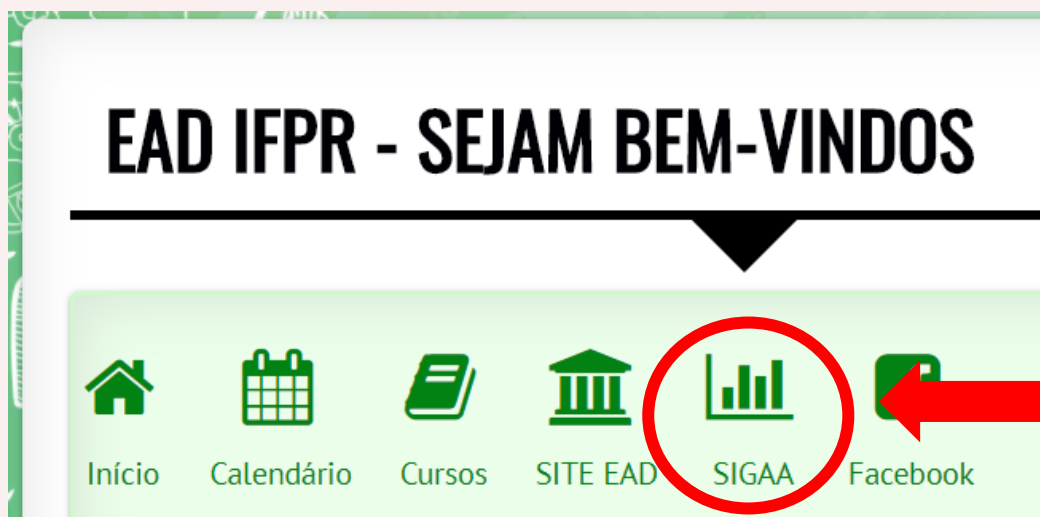 EAD IFPR - SEJAM BEM-VINDOS
Início Calendário Cursos SITE EAD SIGAA Facebook